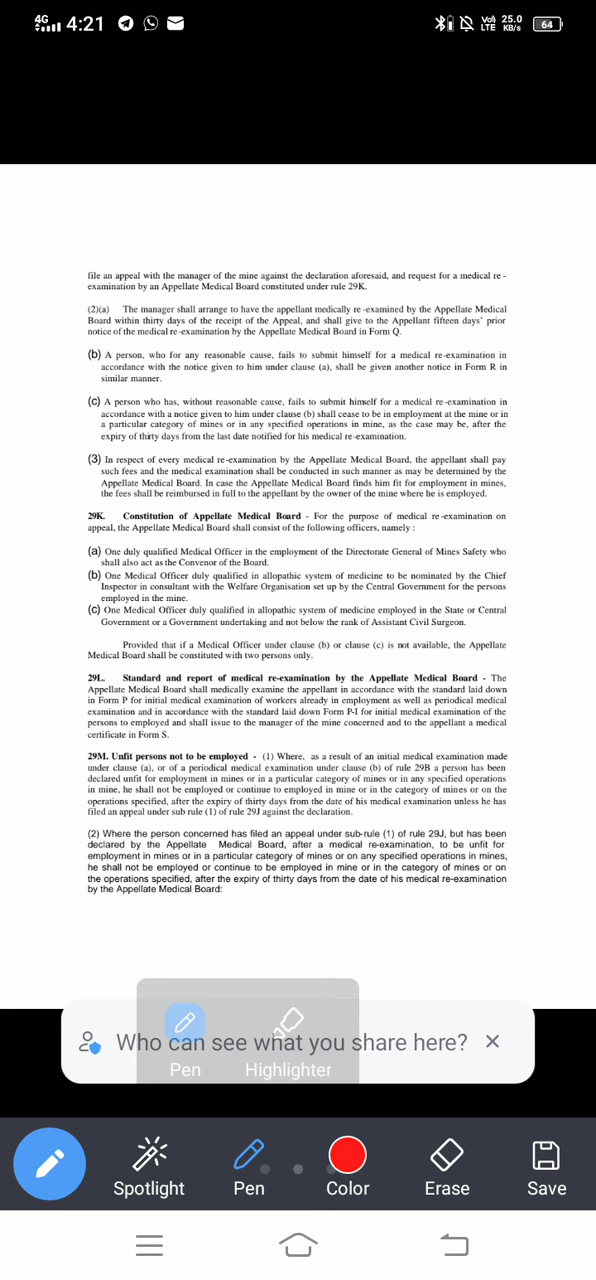 4G 4:21 Vo) LTE 25.0 KB/s 64
file an appeal with the manager of the mine against the declaration aforesaid, and request for a medical re -
examination by an Appellate Medical Board constituted under rule 29K.
(2)(a) The manager shall arrange to have the appellant medically re -examined by the Appellate Medical
Board within thirty days of the receipt of the Appeal, and shall give to the Appellant fifteen days' prior
notice of the medical re -examination by the Appellate Medical Board in Form Q.
(b) A person, who for any reasonable cause, fails to submit himself for a medical re-examination in
accordance with the notice given to him under clause (a), shall be given another notice in Form R in
similar manner.
(c) A person who has, without reasonable cause, fails to submit himself for a medical re -examination in
accordance with a notice given to him under clause (b) shall cease to be in employment at the mine or in
a particular category of mines or in any specified operations in mine, as the case may be, after the
expiry of thirty days from the last date notified for his medical re-examination.
(3) In respect of every medical re-examination by the Appellate Medical Board, the appellant shall pay
such fees and the medical examination shall be conducted in such manner as may be determined by the
Appellate Medical Board. In case the Appellate Medical Board finds him fit for employment in mines,
the fees shall be reimbursed in full to the appellant by the owner of the mine where he is employed.
29K. Constitution of Appellate Medical Board - For the purpose of medical re -examination on
appeal, the Appellate Medical Board shall consist of the following officers, namely :
(a) One duly qualified Medical Officer in the employment of the Directorate General of Mines Safety who
shall also act as the Convenor of the Board.
(b) One Medical Officer duly qualified in allopathic system of medicine to be nominated by the Chief
Inspector in consultant with the Welfare Organisation set up by the Central Government for the persons
employed in the mine.
(c) One Medical Officer duly qualified in allopathic system of medicine employed in the State or Central
Government or a Government undertaking and not below the rank of Assistant Civil Surgeon.
Provided that if a Medical Officer under clause (b) or clause (c) is not available, the Appellate
Medical Board shall be constituted with two persons only.
29L. Standard and report of medical re-examination by the Appellate Medical Board - The
Appellate Medical Board shall medically examine the appellant in accordance with the standard laid down
in Form P for initial medical examination of workers already in employment as well as periodical medical
examination and in accordance with the standard laid down Form P-I for initial medical examination of the
persons to employed and shall issue to the manager of the mine concerned and to the appellant a medical
certificate in Form S.
29M. Unfit persons not to be employed - (1) Where, as a result of an initial medical examination made
under clause (a), or of a periodical medical examination under clause (b) of rule 29B a person has been
declared unfit for employment in mines or in a particular category of mines or in any specified operations
in mine, he shall not be employed or continue to employed in mine or in the category of mines or on the
operations specified, after the expiry of thirty days from the date of his medical examination unless he has
filed an appeal under sub rule (1) of rule 29J against the declaration.
(2) Where the person concerned has filed an appeal under sub-rule (1) of rule 29J, but has been
declared by the Appellate Medical Board, after a medical re-examination, to be unfit for
employment in mines or in a particular category of mines or on any specified operations in mines,
he shall not be employed or continue to be employed in mine or in the category of mines or on
the operations specified, after the expiry of thirty days from the date of his medical re-examination
by the Appellate Medical Board:
Who can see what you share here? ×
Pen Highlighter
Spotlight Pen Color Erase Save